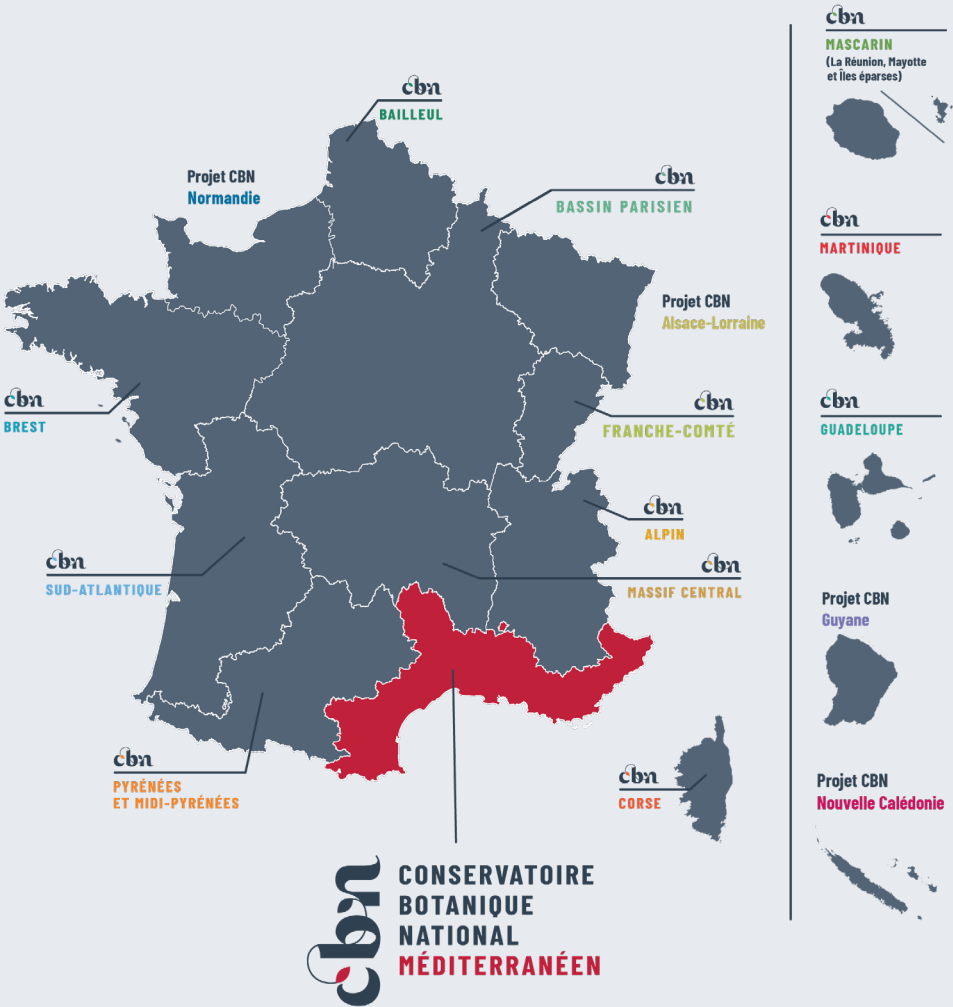 cbn
BAILLEUL
Projet CBN
Normandie
cbn
BASSIN PARISIEN
Projet CBN
Alsace-Lorraine
cbn
BREST
cbn
FRANCHE-COMTÉ
cbn
ALPIN
cbn
SUD-ATLANTIQUE
cbn
MASSIF CENTRAL
cbn
PYRÉNÉES
ET MIDI-PYRÉNÉES
cbn
CORSE
cbn
CONSERVATOIRE
BOTANIQUE
NATIONAL
MÉDITERRANÉEN
cbn
MASCARIN
(La Réunion, Mayotte
et Îles éparses)
cbn
MARTINIQUE
cbn
GUADELOUPE
Projet CBN
Guyane
Projet CBN
Nouvelle Calédonie